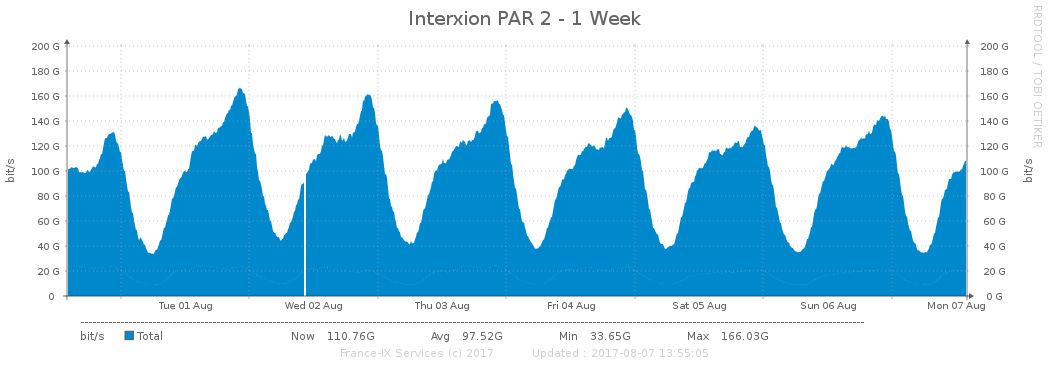 Interxion PAR 2 - 1 Week
RRDTOOL / TOBI OETIKER
bit/s
200 G 200 G
180 G 180 G
160 G 160 G
140 G 140 G
120 G 120 G
100 G 100 G
80 G 80 G
60 G 60 G
40 G 40 G
20 G 20 G
0 0 G
bit/s
Tue 01 Aug Wed 02 Aug Thu 03 Aug Fri 04 Aug Sat 05 Aug Sun 06 Aug Mon 07 Aug
bit/s Total Now 110.76G Avg 97.52G Min 33.65G Max 166.03G
France-IX Services (c) 2017 Updated : 2017-08-07 13:55:05